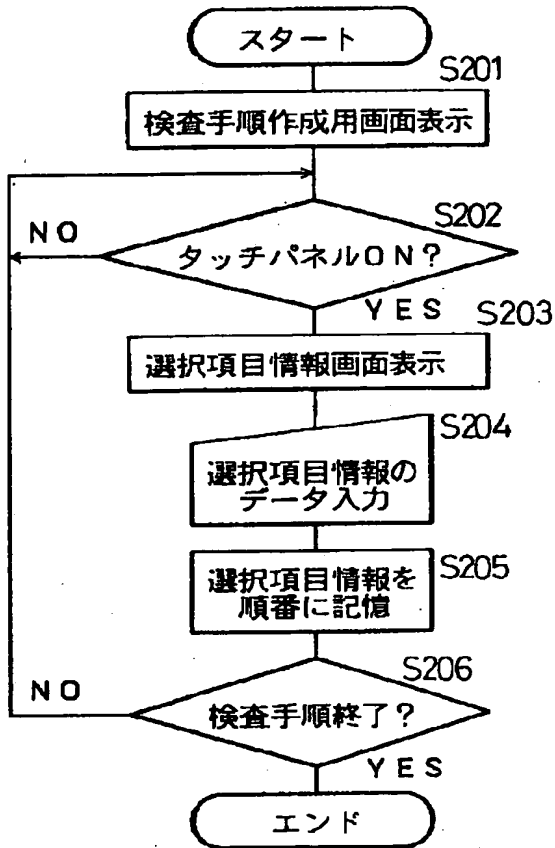 スタート
S201
検査手順作成用画面表示
S202
NO
タッチパネルON?
YES
S203
選択項目情報画面表示
S204
選択項目情報の
データ入力
S205
選択項目情報を
順番に記憶
S206
NO
検査手順終了?
YES
エンド